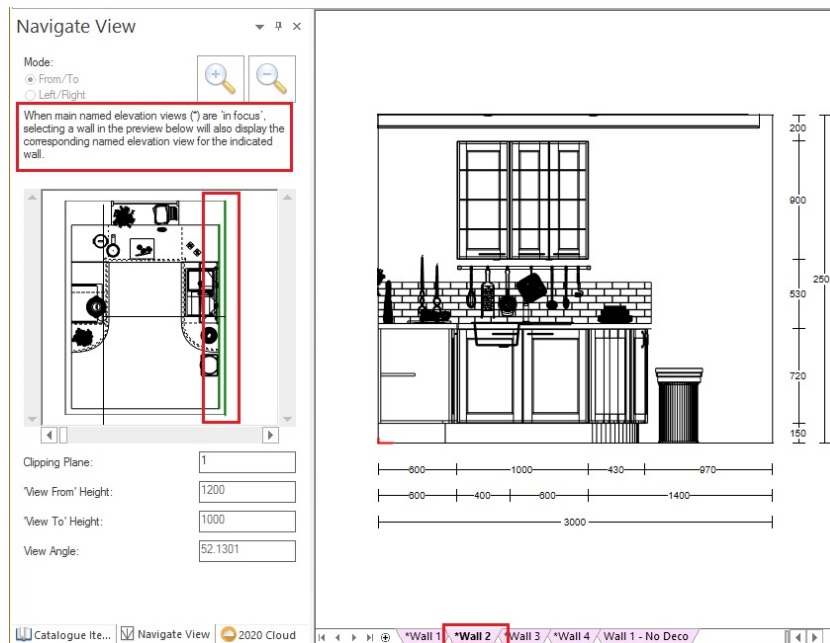 Navigate View
Mode:
From/To
Left/Right
When main named elevation views (*) are 'in focus',
selecting a wall in the preview below will also display the
corresponding named elevation view for the indicated
wall.
Clipping Plane: 1
'View From' Height: 1200
'View To' Height: 1000
View Angle: 52.1301
Catalogue Ite... Navigate View 2020 Cloud
200
900
530
720
150
250
600 1000 430 970
600 400 600 1400
3000
*Wall 1 *Wall 2 *Wall 3 *Wall 4 Wall 1 - No Deco